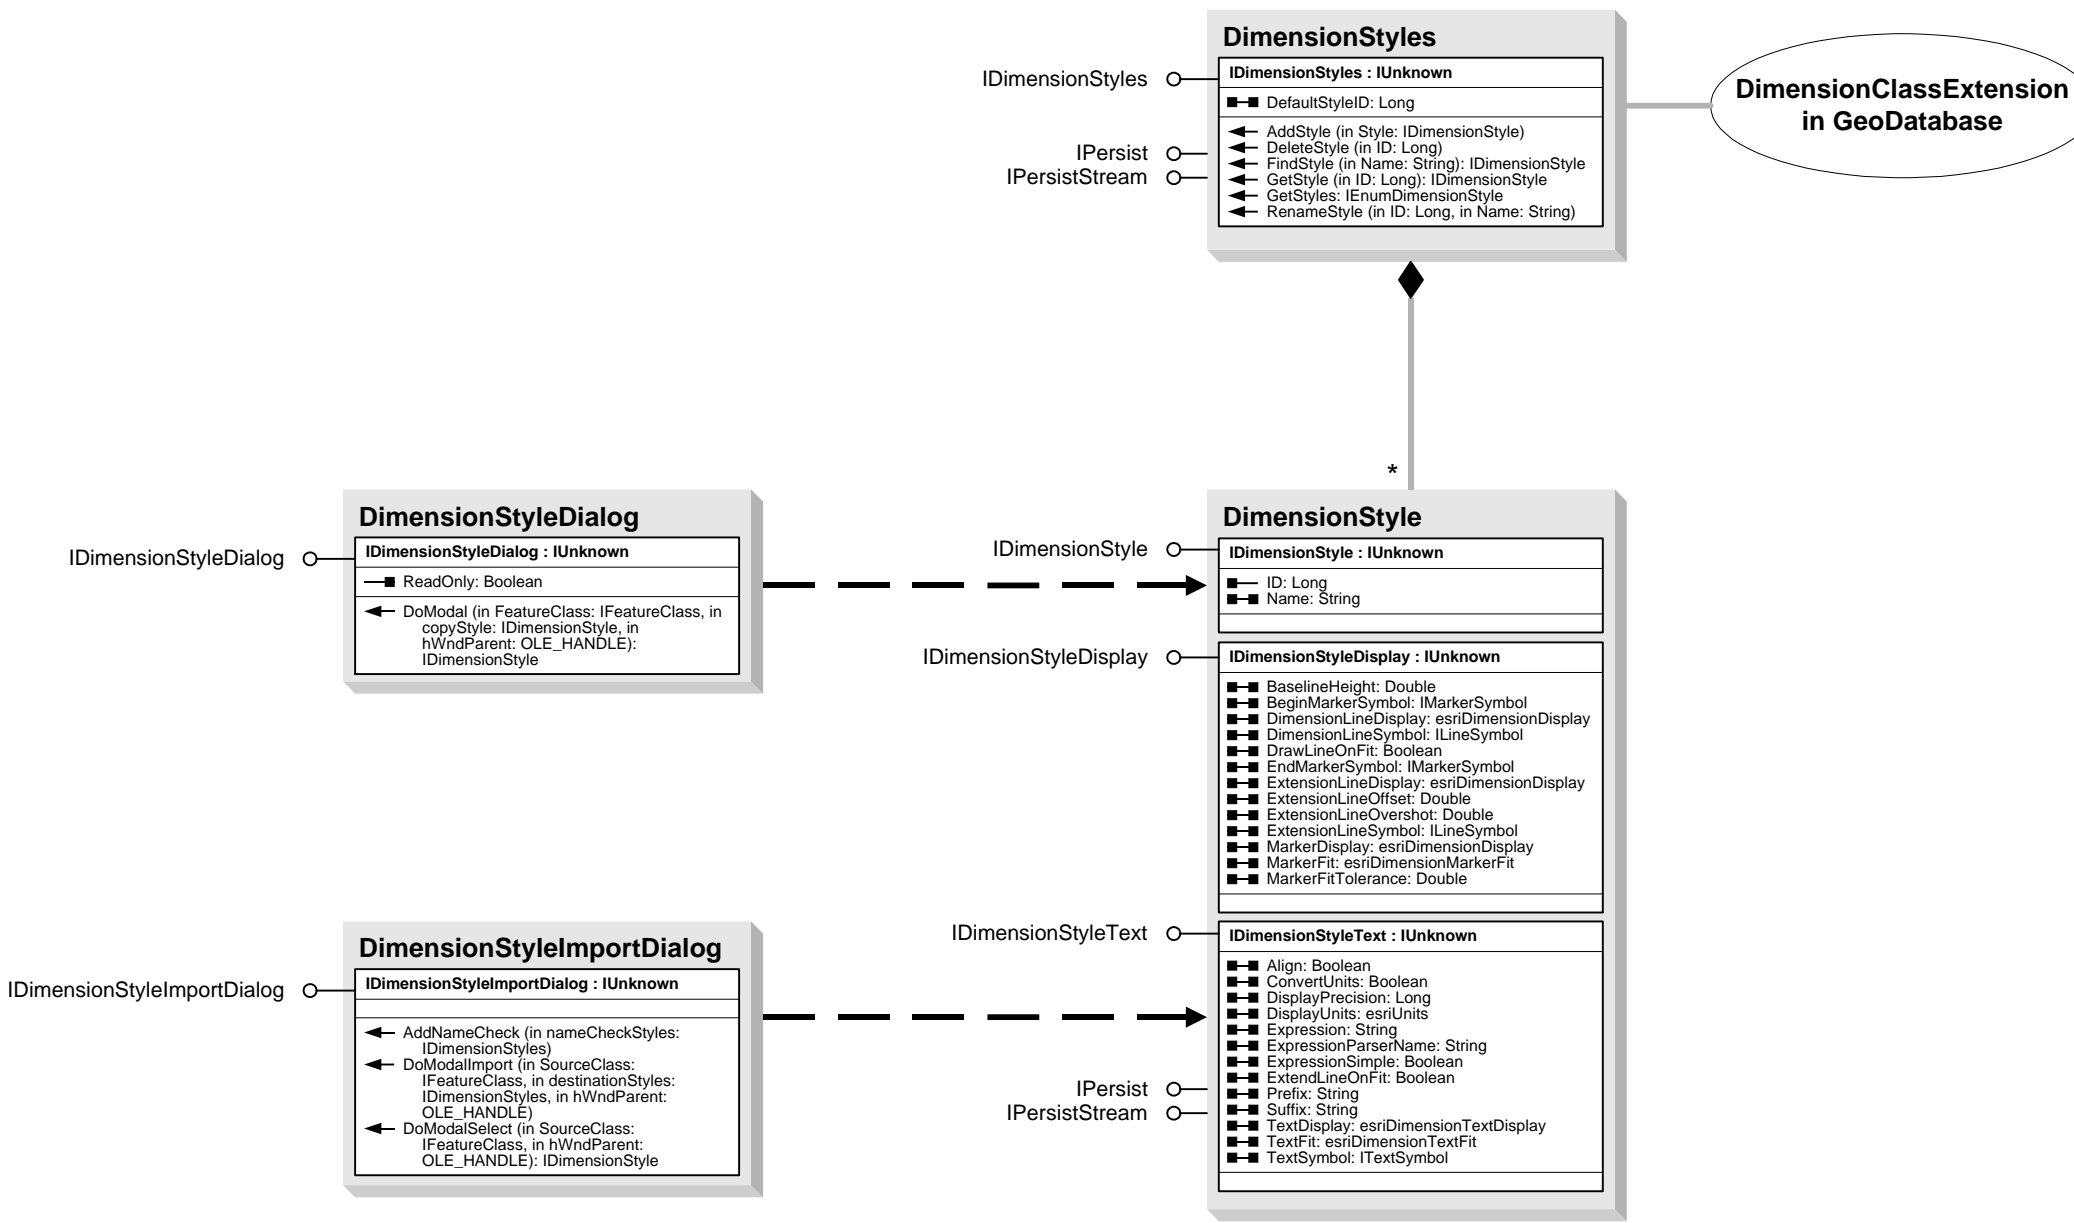 DimensionStyles
IDimensionStyles : IUnknown
DefaultStyleID: Long
AddStyle (in Style: IDimensionStyle)
DeleteStyle (in ID: Long)
FindStyle (in Name: String): IDimensionStyle
GetStyle (in ID: Long): IDimensionStyle
GetStyles: IEnumDimensionStyle
RenameStyle (in ID: Long, in Name: String)
IDimensionStyles
IPersist
IPersistStream
DimensionClassExtension
in GeoDatabase
*
DimensionStyleDialog
IDimensionStyleDialog : IUnknown
ReadOnly: Boolean
DoModal (in FeatureClass: IFeatureClass, in
copyStyle: IDimensionStyle, in
hWndParent: OLE_HANDLE):
IDimensionStyle
IDimensionStyleDialog
DimensionStyle
IDimensionStyle : IUnknown
ID: Long
Name: String
IDimensionStyle
IDimensionStyleDisplay
IDimensionStyleDisplay : IUnknown
BaselineHeight: Double
BeginMarkerSymbol: IMarkerSymbol
DimensionLineDisplay: esriDimensionDisplay
DimensionLineSymbol: ILineSymbol
DrawLineOnFit: Boolean
EndMarkerSymbol: IMarkerSymbol
ExtensionLineDisplay: esriDimensionDisplay
ExtensionLineOffset: Double
ExtensionLineOvershot: Double
ExtensionLineSymbol: ILineSymbol
MarkerDisplay: esriDimensionDisplay
MarkerFit: esriDimensionMarkerFit
MarkerFitTolerance: Double
IDimensionStyleText
IDimensionStyleText : IUnknown
Align: Boolean
ConvertUnits: Boolean
DisplayPrecision: Long
DisplayUnits: esriUnits
Expression: String
ExpressionParserName: String
ExpressionSimple: Boolean
ExtendLineOnFit: Boolean
Prefix: String
Suffix: String
TextDisplay: esriDimensionTextDisplay
TextFit: esriDimensionTextFit
TextSymbol: ITextSymbol
IPersist
IPersistStream
DimensionStyleImportDialog
IDimensionStyleImportDialog : IUnknown
AddNameCheck (in nameCheckStyles:
IDimensionStyles)
DoModalImport (in SourceClass:
IFeatureClass, in destinationStyles:
IDimensionStyles, in hWndParent:
OLE_HANDLE)
DoModalSelect (in SourceClass:
IFeatureClass, in hWndParent:
OLE_HANDLE): IDimensionStyle
IDimensionStyleImportDialog